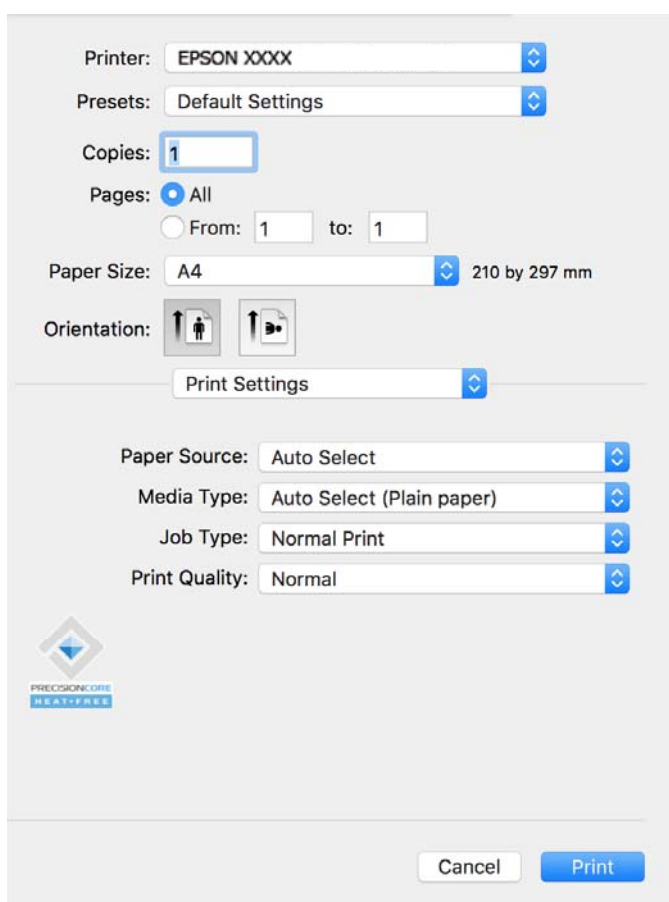 Printer: EPSON XXXX
Presets: Default Settings
Copies: 1
Pages: All
From: 1 to: 1
Paper Size: A4 210 by 297 mm
Orientation:
Print Settings
Paper Source: Auto Select
Media Type: Auto Select (Plain paper)
Job Type: Normal Print
Print Quality: Normal
PRECISIONCORE
HEAT-FREE
Cancel Print